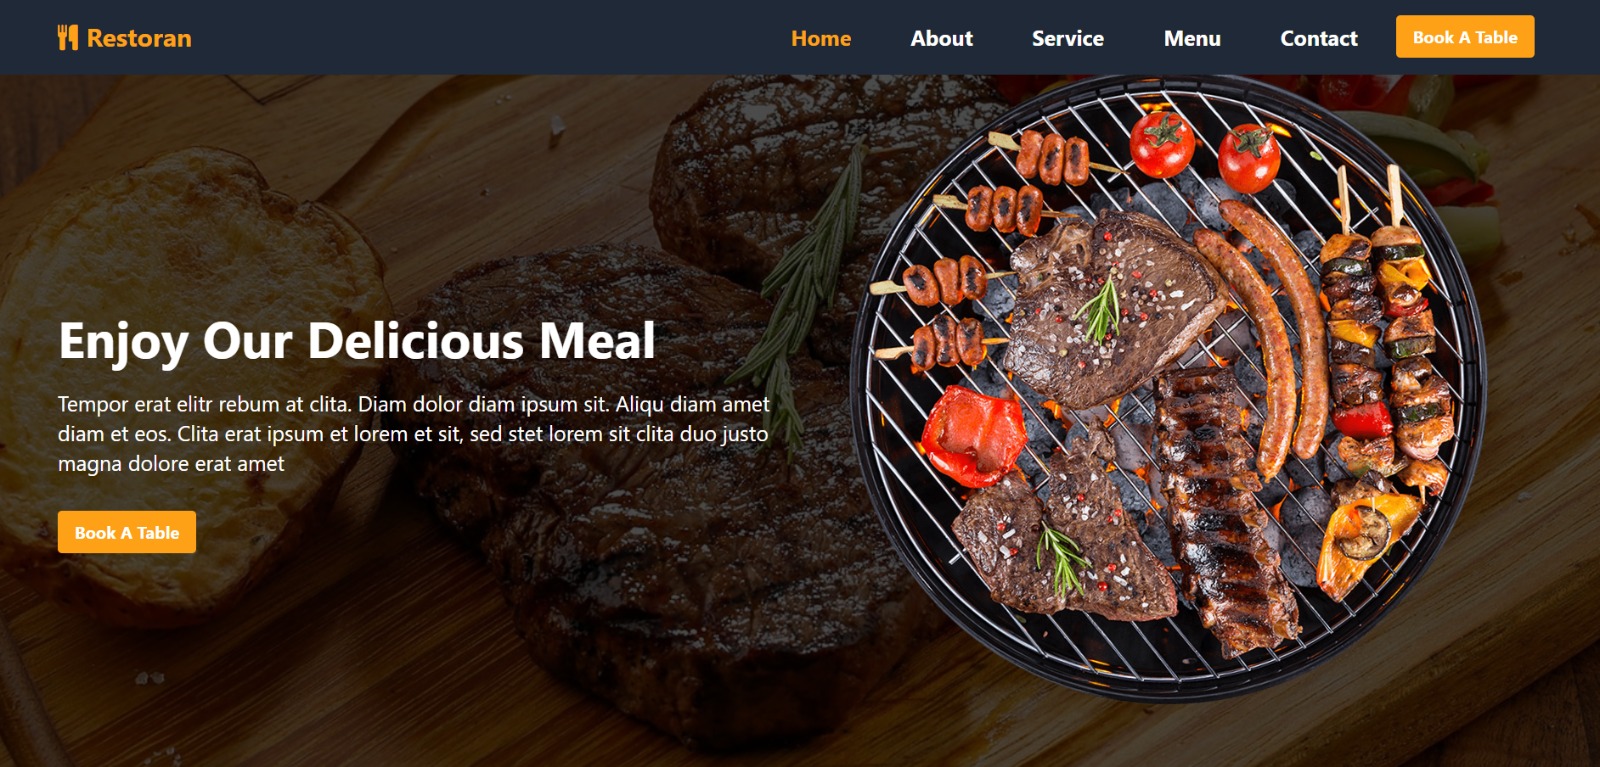 Restoran
Home About Service Menu Contact Book A Table
Enjoy Our Delicious Meal
Tempor erat elitr rebum at clita. Diam dolor diam ipsum sit. Aliqu diam amet
diam et eos. Clita erat ipsum et lorem et sit, sed stet lorem sit clita duo justo
magna dolore erat amet
Book A Table